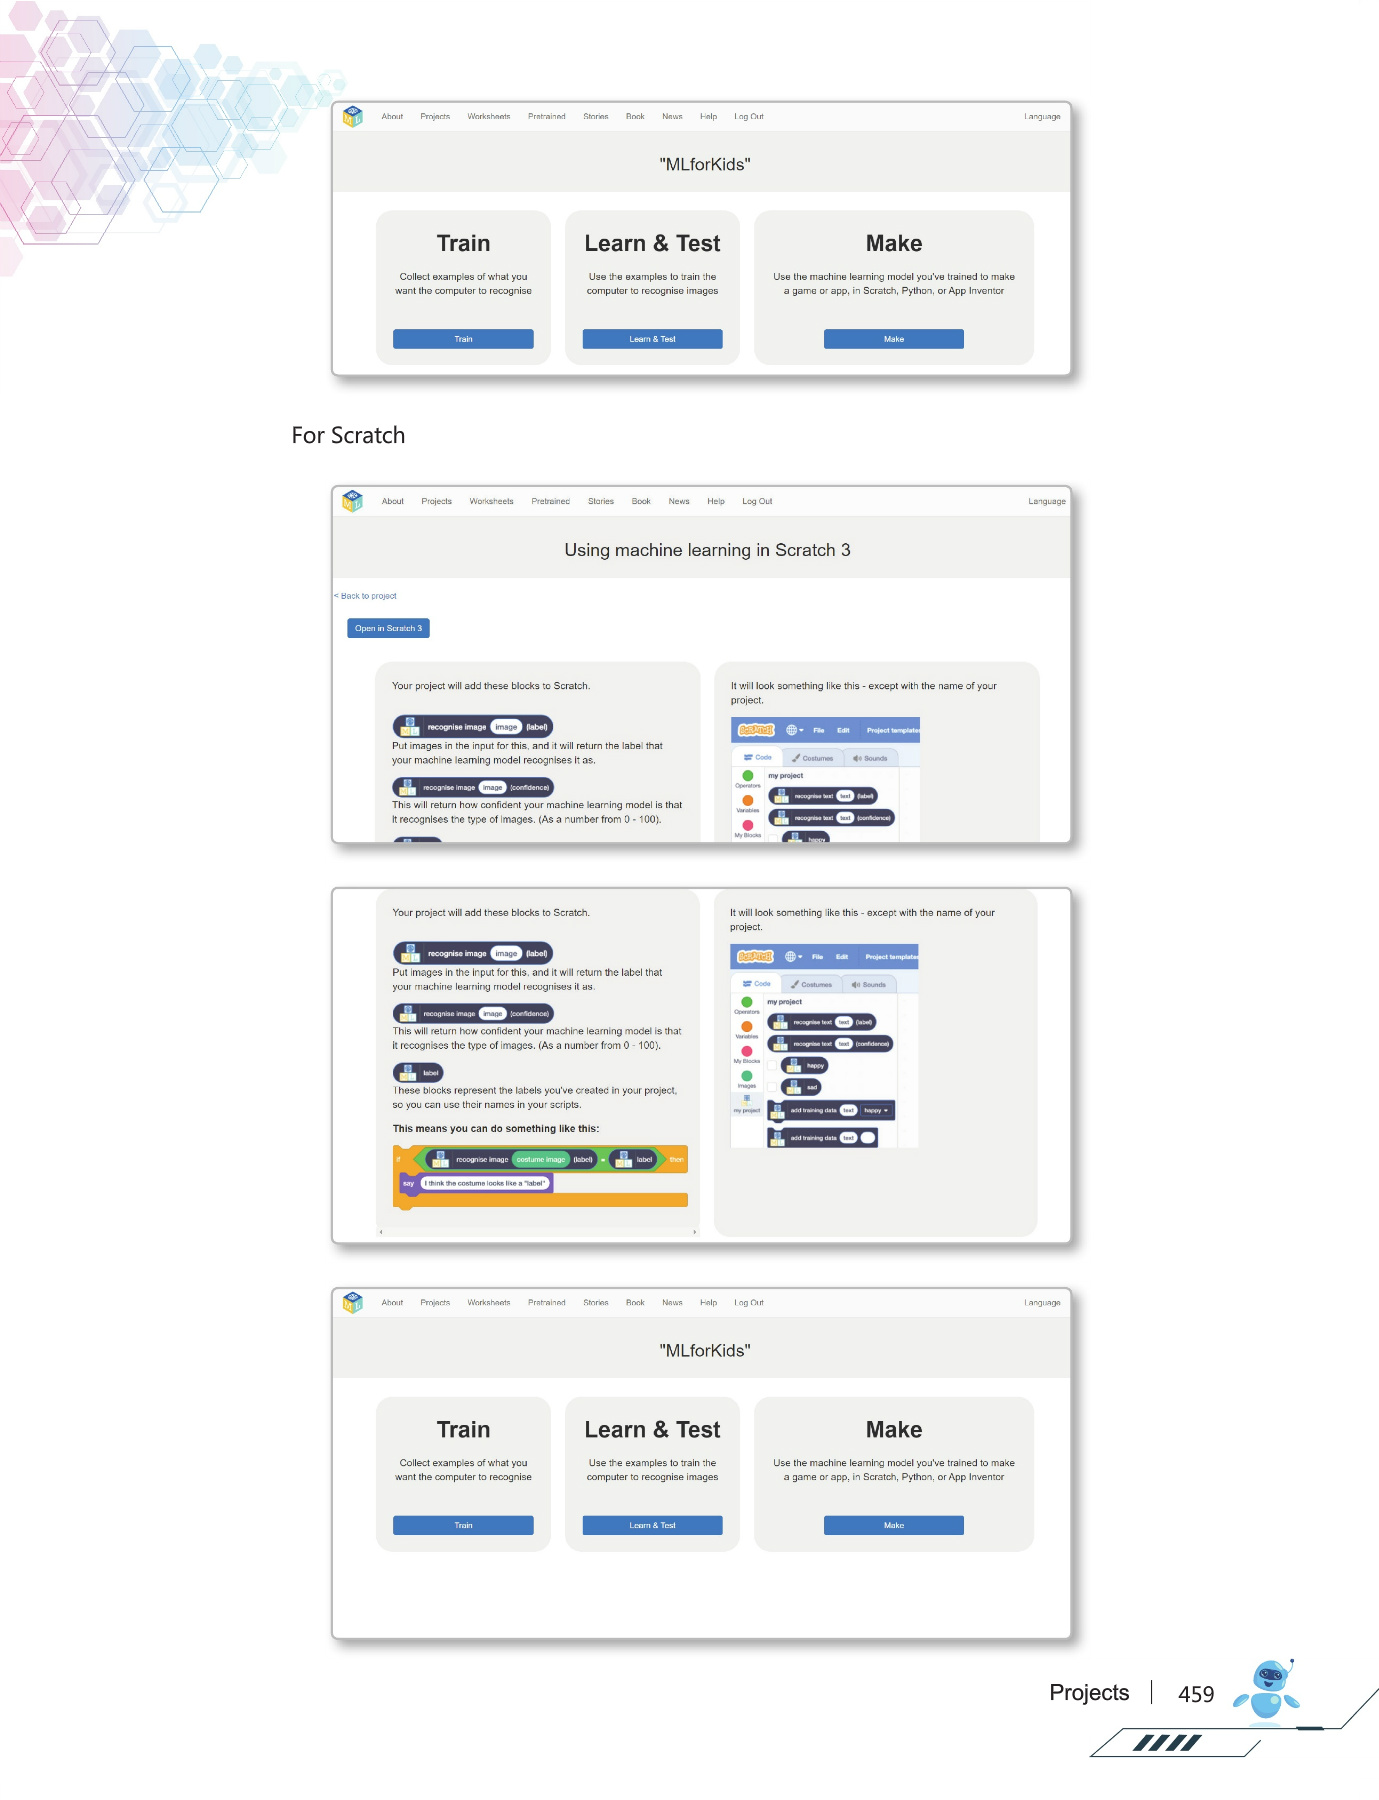 About Projects Worksheets Pretrained Stories Book News Help Log Out Language
"MLforKids"
Train
Collect examples of what you
want the computer to recognise
Train
Learn & Test
Use the examples to train the
computer to recognise images
Learn & Test
Make
Use the machine learning model you've trained to make
a game or app, in Scratch, Python, or App Inventor
Make
For Scratch
About Projects Worksheets Pretrained Stories Book News Help Log Out Language
Using machine learning in Scratch 3
< Back to project
Open in Scratch 3
Your project will add these blocks to Scratch.
recognise image image (label)
Put images in the input for this, and it will return the label that
your machine learning model recognises it as.
recognise image image (confidence)
This will return how confident your machine learning model is that
it recognises the type of images. (As a number from 0 - 100).
It will look something like this - except with the name of your
project.
SCRATCH File Edit Project templates
Code Costumes Sounds
my project
Operators
Variables
My Blocks
recognise text text (label)
recognise text text (confidence)
happy
Your project will add these blocks to Scratch.
recognise image image (label)
Put images in the input for this, and it will return the label that
your machine learning model recognises it as.
recognise image image (confidence)
This will return how confident your machine learning model is that
it recognises the type of images. (As a number from 0 - 100).
label
These blocks represent the labels you've created in your project,
so you can use their names in your scripts.
This means you can do something like this:
if recognise image costume image (label) = label then
say I think the costume looks like a "label"
It will look something like this - except with the name of your
project.
SCRATCH File Edit Project templates
Code Costumes Sounds
my project
Operators
Variables
My Blocks
Images
my project
recognise text text (label)
recognise text text (confidence)
happy
sad
add training data text happy
add training data text
About Projects Worksheets Pretrained Stories Book News Help Log Out Language
"MLforKids"
Train
Collect examples of what you
want the computer to recognise
Train
Learn & Test
Use the examples to train the
computer to recognise images
Learn & Test
Make
Use the machine learning model you've trained to make
a game or app, in Scratch, Python, or App Inventor
Make
Projects 459